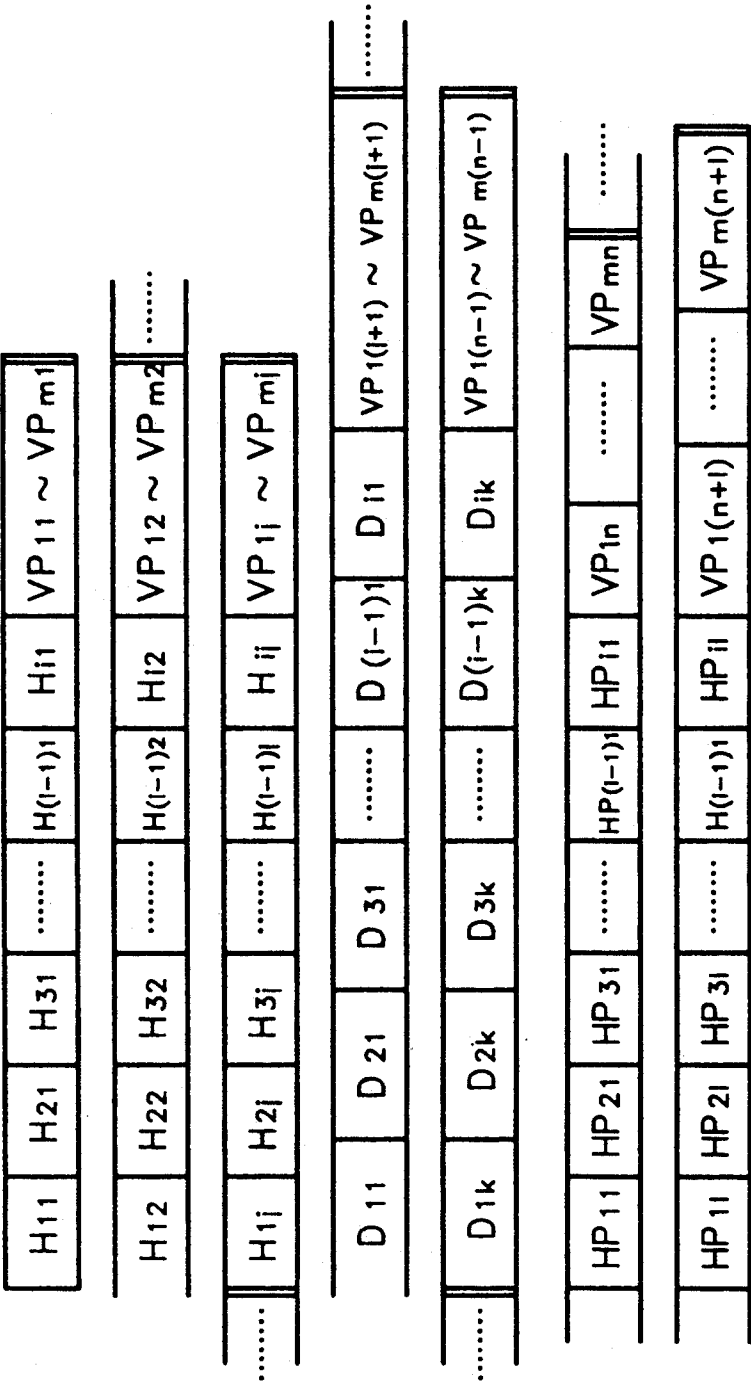 H11 H21 H31 ········ H(i−1)1 Hi1 VP11 ~ VPm1
H12 H22 H32 ········ H(i−1)2 Hi2 VP12 ~ VPm2 ········
········ H1j H2j H3j ········ H(i−1)j Hij VP1j ~ VPmj
D11 D21 D31 ········ D(i−1)1 Di1 VP1(j+1) ~ VPm(j+1) ········
········ D1k D2k D3k ········ D(i−1)k Dik VP1(n−1) ~ VPm(n−1)
HP11 HP21 HP31 ········ HP(i−1)1 HPi1 VP1n ········ VPmn ········
HP1l HP2l HP3l ········ H(i−1)1 HPil VP1(n+l) ········ VPm(n+l)